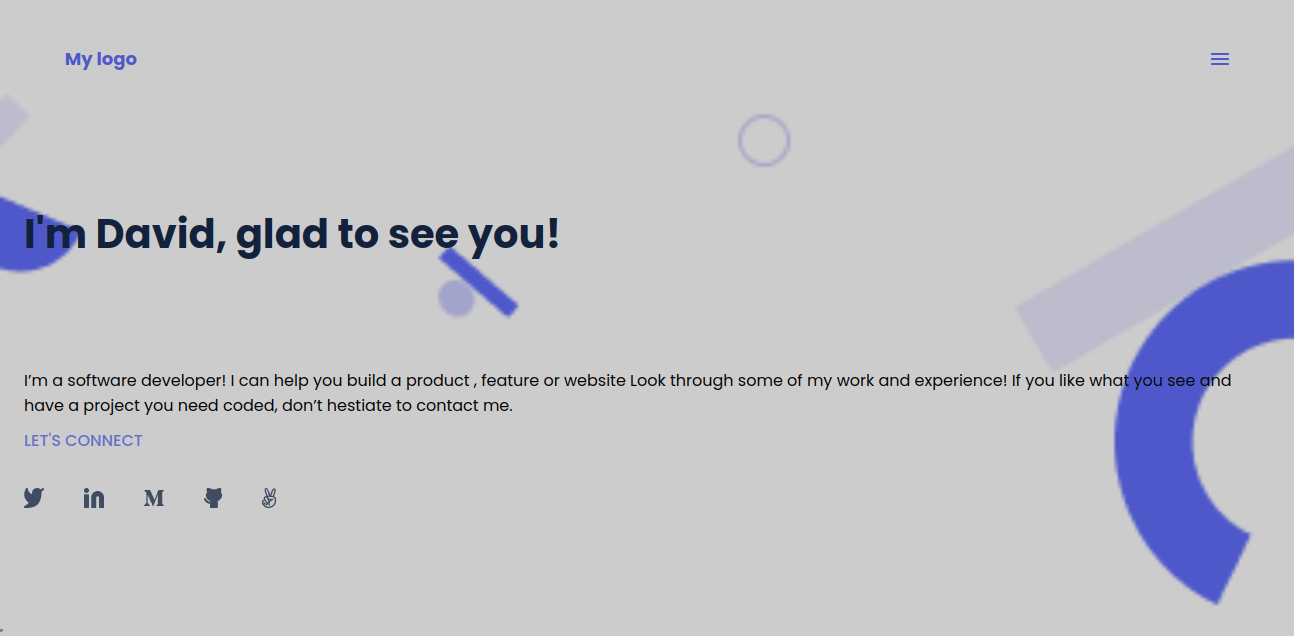 My logo
I'm David, glad to see you!
I’m a software developer! I can help you build a product , feature or website Look through some of my work and experience! If you like what you see and
have a project you need coded, don’t hestiate to contact me.
LET'S CONNECT